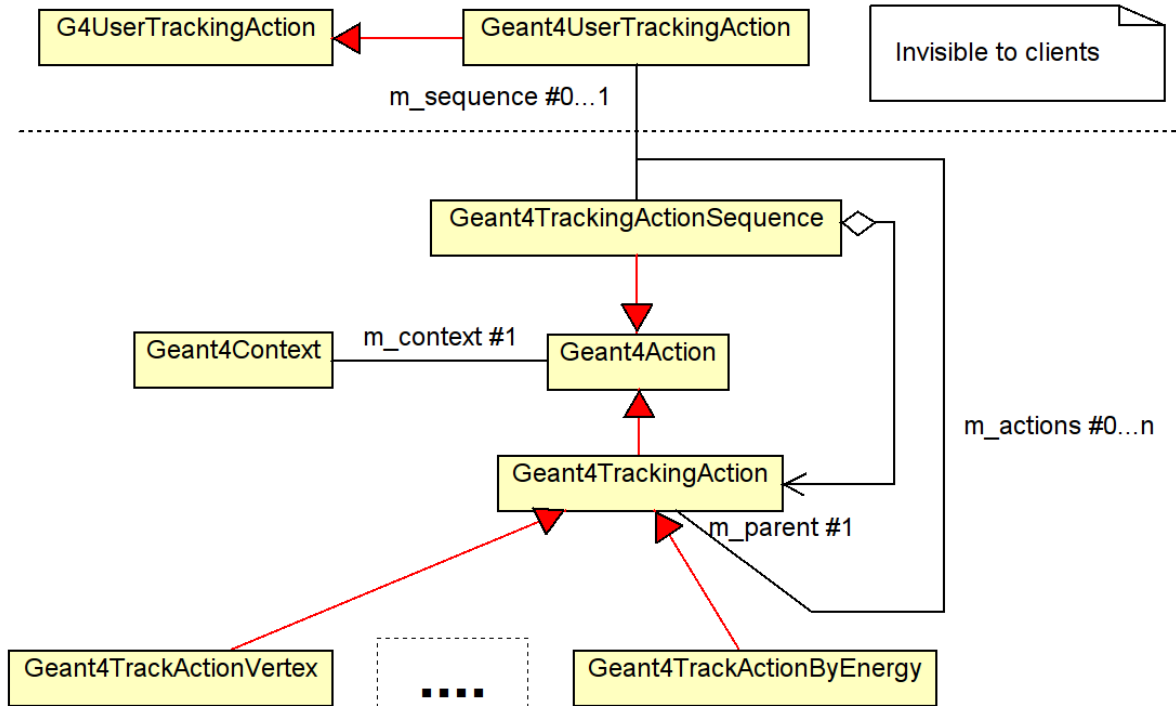 G4UserTrackingAction
Geant4UserTrackingAction
Invisible to clients
m_sequence #0...1
Geant4TrackingActionSequence
Geant4Context
m_context #1
Geant4Action
m_actions #0...n
Geant4TrackingAction
m_parent #1
Geant4TrackActionVertex
....
Geant4TrackActionByEnergy